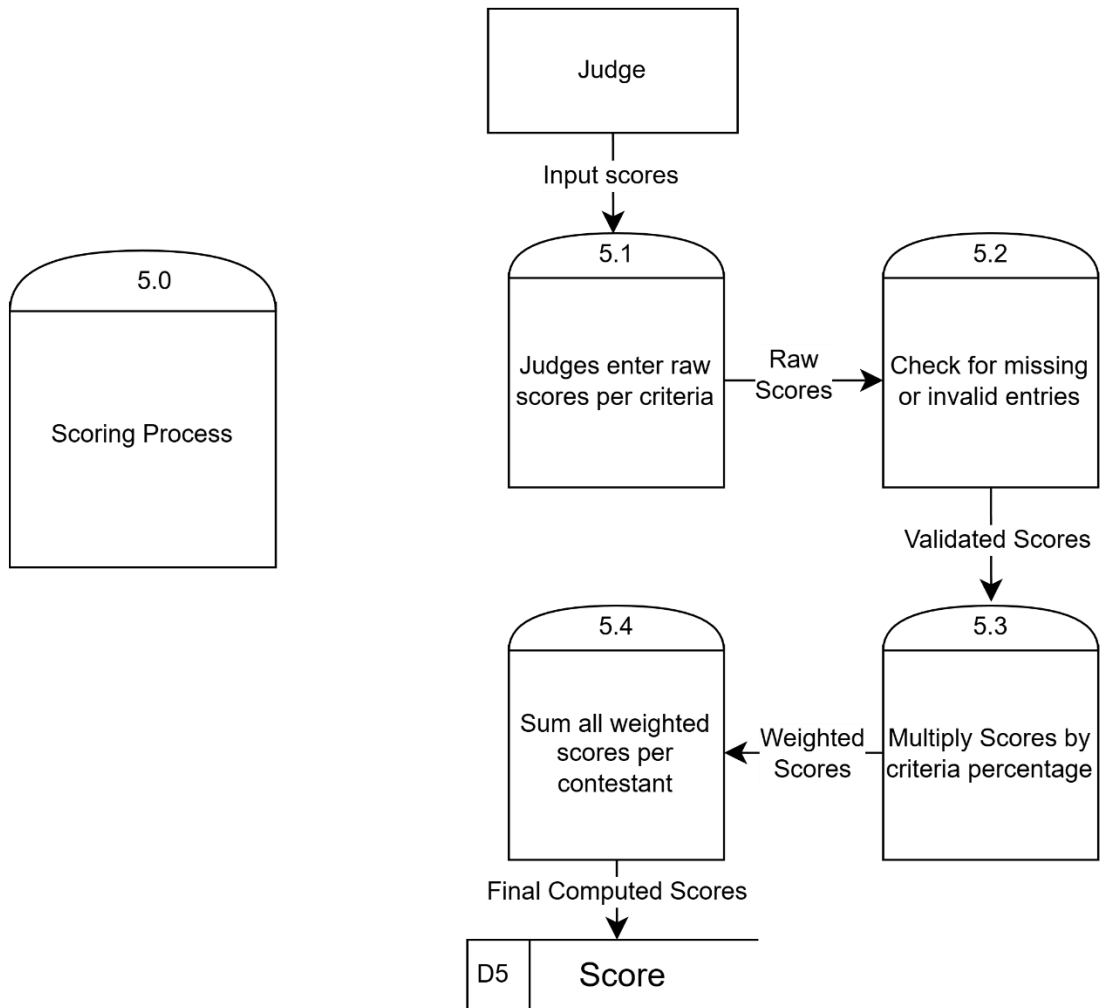 Judge
Input scores
5.0
Scoring Process
5.1
Judges enter raw
scores per criteria
Raw
Scores
5.2
Check for missing
or invalid entries
Validated Scores
5.3
Multiply Scores by
criteria percentage
Weighted
Scores
5.4
Sum all weighted
scores per
contestant
Final Computed Scores
D5
Score